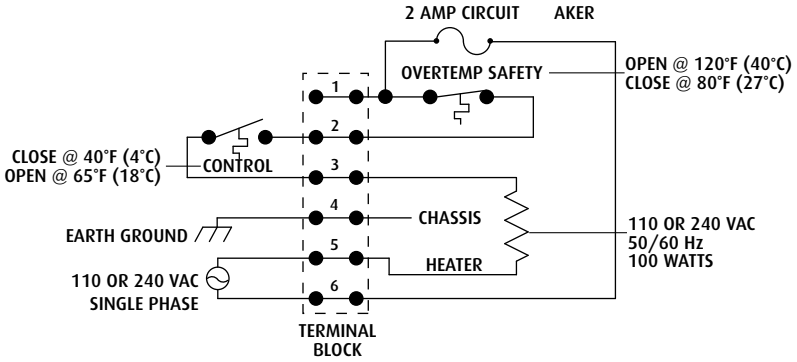 2 AMP CIRCUIT AKER
OVERTEMP SAFETY
OPEN @ 120°F (40°C)
CLOSE @ 80°F (27°C)
1
2
CLOSE @ 40°F (4°C)
OPEN @ 65°F (18°C)
CONTROL
3
4
CHASSIS
EARTH GROUND
110 OR 240 VAC
50/60 Hz
100 WATTS
5
HEATER
110 OR 240 VAC
SINGLE PHASE
6
TERMINAL
BLOCK